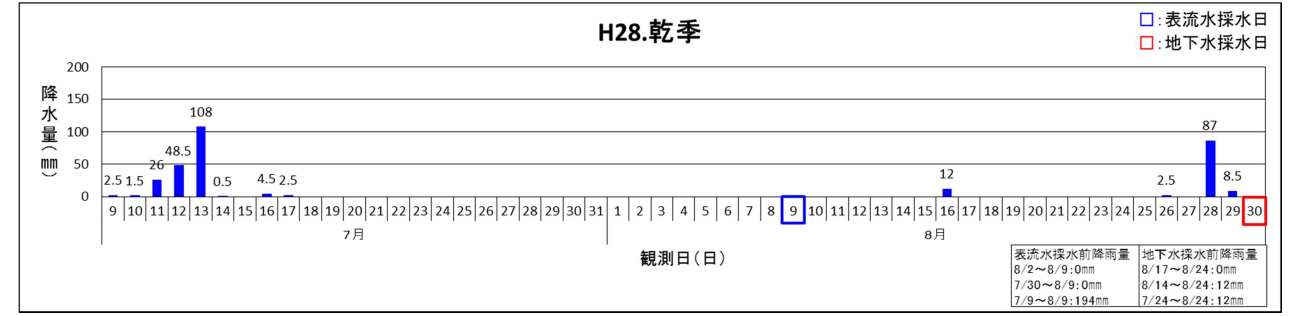 H28.乾季
□:表流水採水日
□:地下水採水日
降水量(㎜)
200
150
100
50
0
2.5 1.5 26 48.5 108 0.5 4.5 2.5 12 2.5 87 8.5
9 10 11 12 13 14 15 16 17 18 19 20 21 22 23 24 25 26 27 28 29 30 31 1 2 3 4 5 6 7 8 9 10 11 12 13 14 15 16 17 18 19 20 21 22 23 24 25 26 27 28 29 30
7月 8月
観測日(日)
表流水採水前降雨量
8/2～8/9:0㎜
7/30～8/9:0㎜
7/9～8/9:194㎜
地下水採水前降雨量
8/17～8/24:0㎜
8/14～8/24:12㎜
7/24～8/24:12㎜